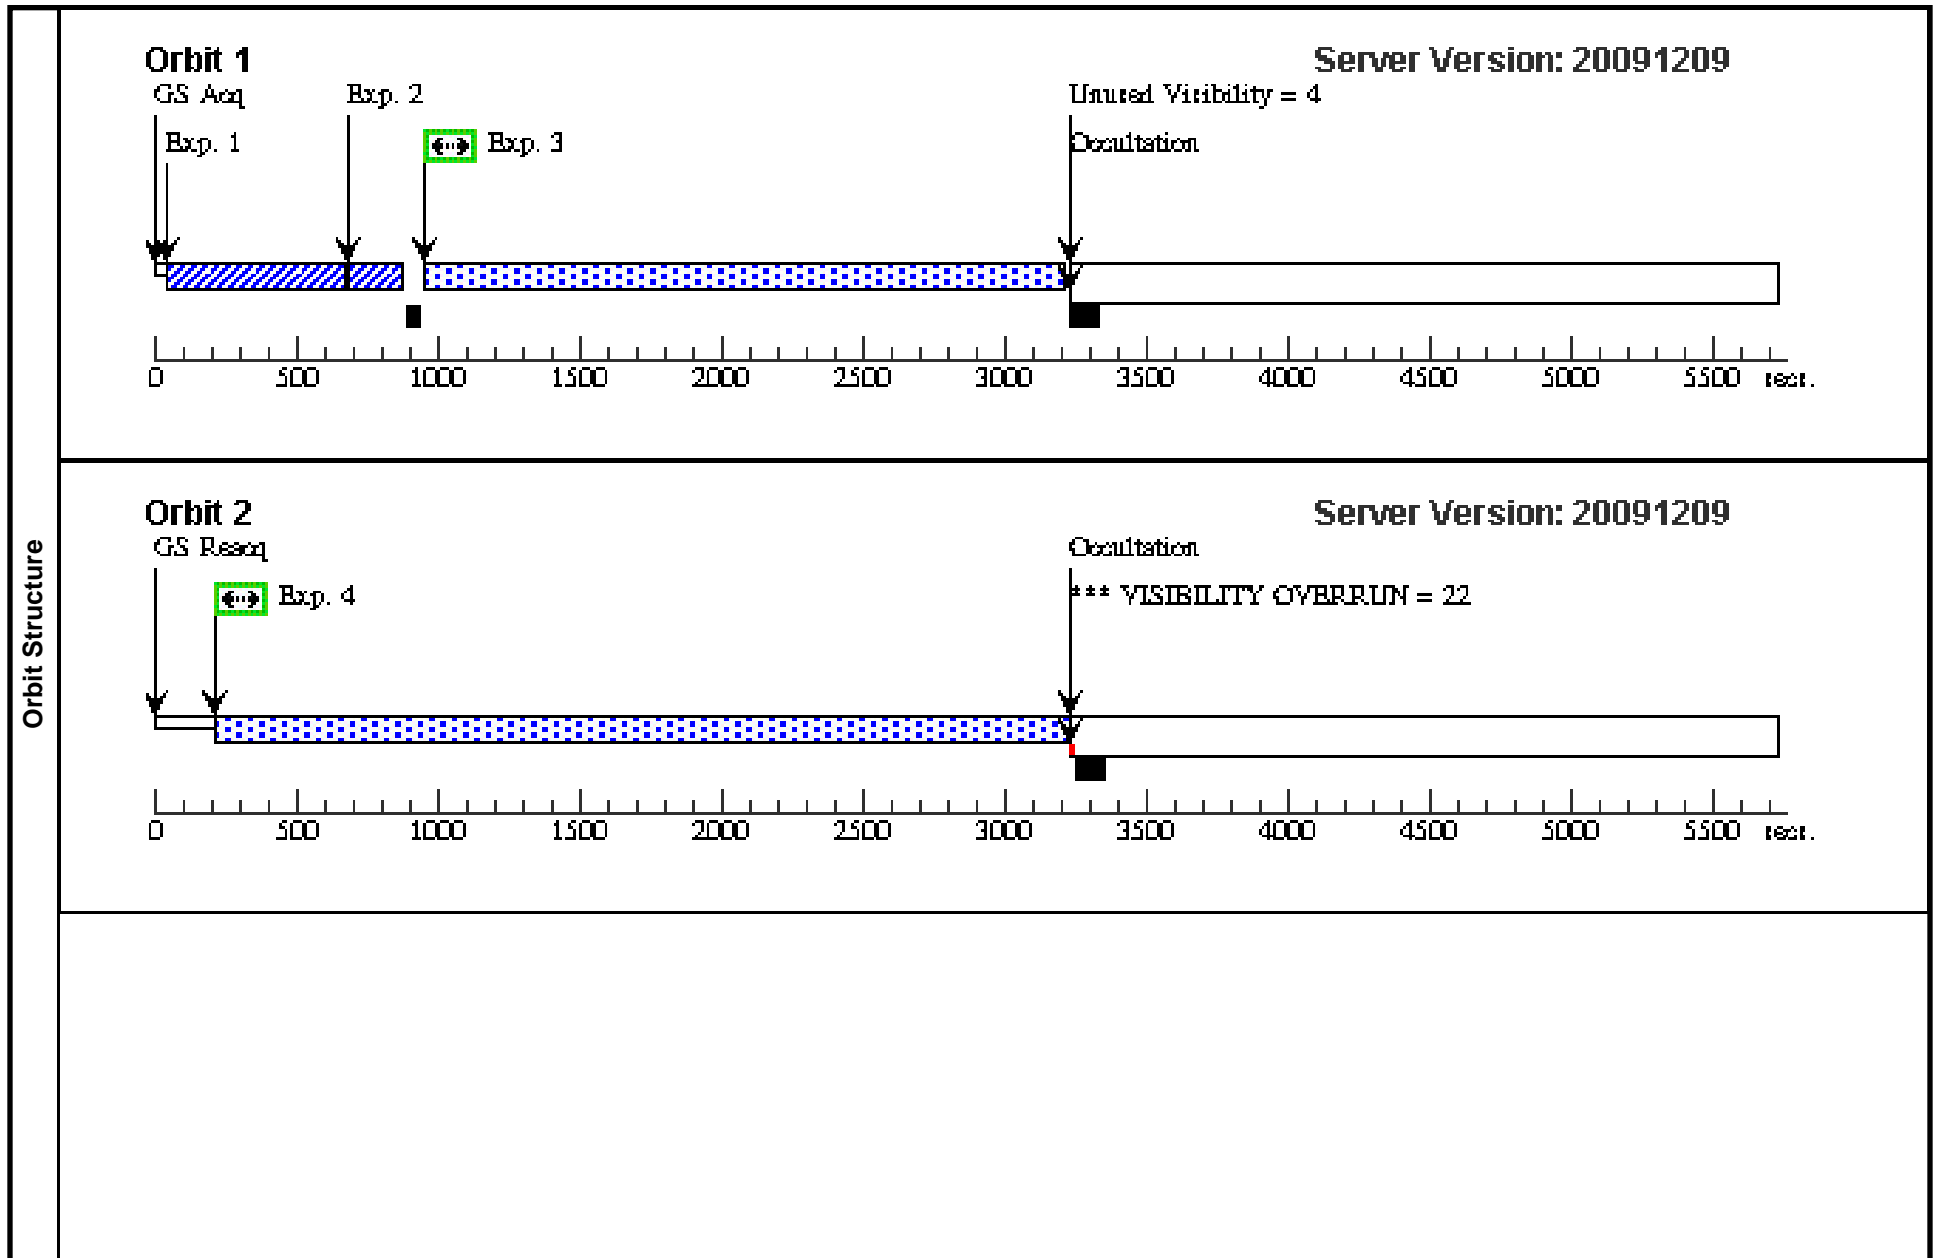 Orbit Structure
Orbit 1
Server Version: 20091209
GS Acq
Exp. 2
Unused Visibility = 4
Exp. 1
Exp. 3
Occultation
0 500 1000 1500 2000 2500 3000 3500 4000 4500 5000 5500 secs.
Orbit 2
Server Version: 20091209
GS Reacq
Occultation
Exp. 4
*** VISIBILITY OVERRUN = 22
0 500 1000 1500 2000 2500 3000 3500 4000 4500 5000 5500 secs.